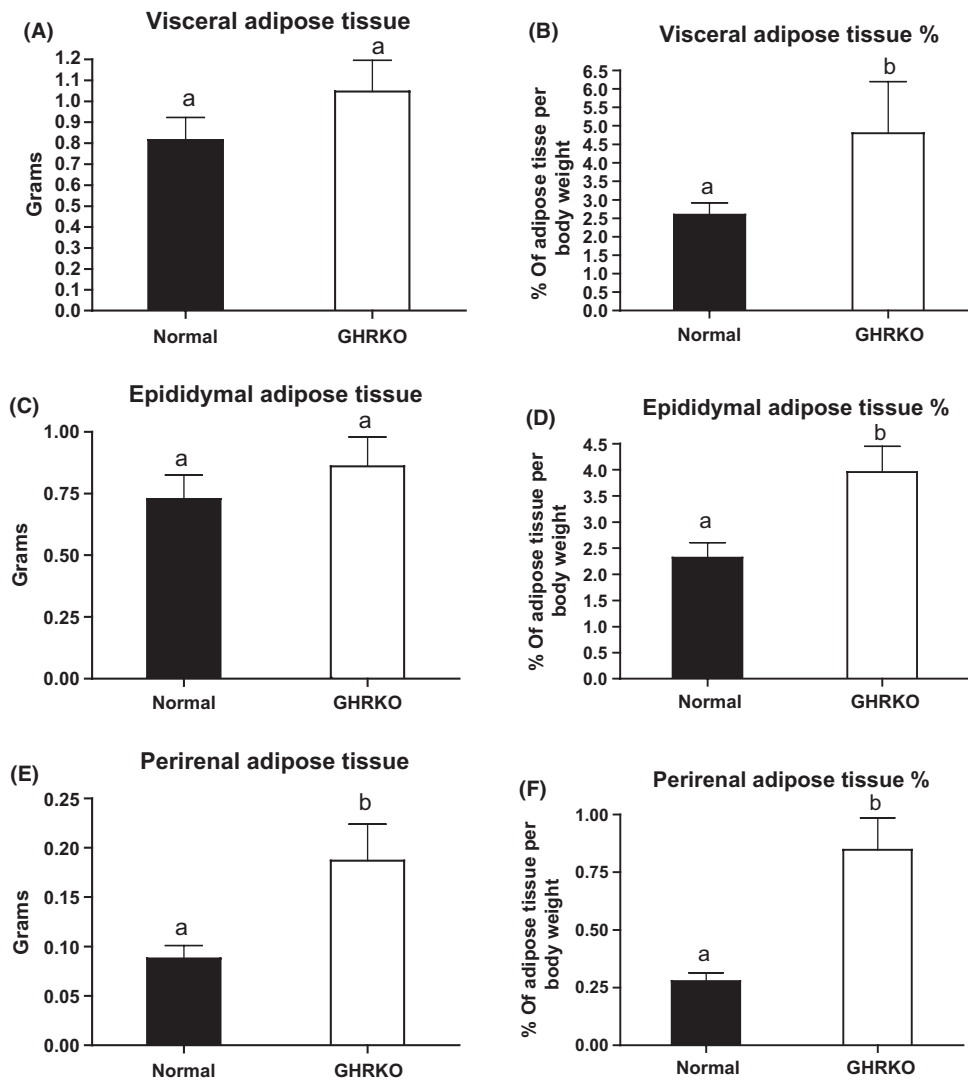 (A)
Visceral adipose tissue
Grams
1.2
1.1
1.0
0.9
0.8
0.7
0.6
0.5
0.4
0.3
0.2
0.1
0.0
a
a
Normal
GHRKO
(B)
Visceral adipose tissue %
% Of adipose tisse per
body weight
6.5
6.0
5.5
5.0
4.5
4.0
3.5
3.0
2.5
2.0
1.5
1.0
0.5
0.0
a
b
Normal
GHRKO
(C)
Epididymal adipose tissue
Grams
1.00
0.75
0.50
0.25
0.00
a
a
Normal
GHRKO
(D)
Epididymal adipose tissue %
% Of adipose tissue per
body weight
4.5
4.0
3.5
3.0
2.5
2.0
1.5
1.0
0.5
0.0
a
b
Normal
GHRKO
(E)
Perirenal adipose tissue
Grams
0.25
0.20
0.15
0.10
0.05
0.00
a
b
Normal
GHRKO
(F)
Perirenal adipose tissue %
% Of adipose tissue per
body weight
1.00
0.75
0.50
0.25
0.00
a
b
Normal
GHRKO